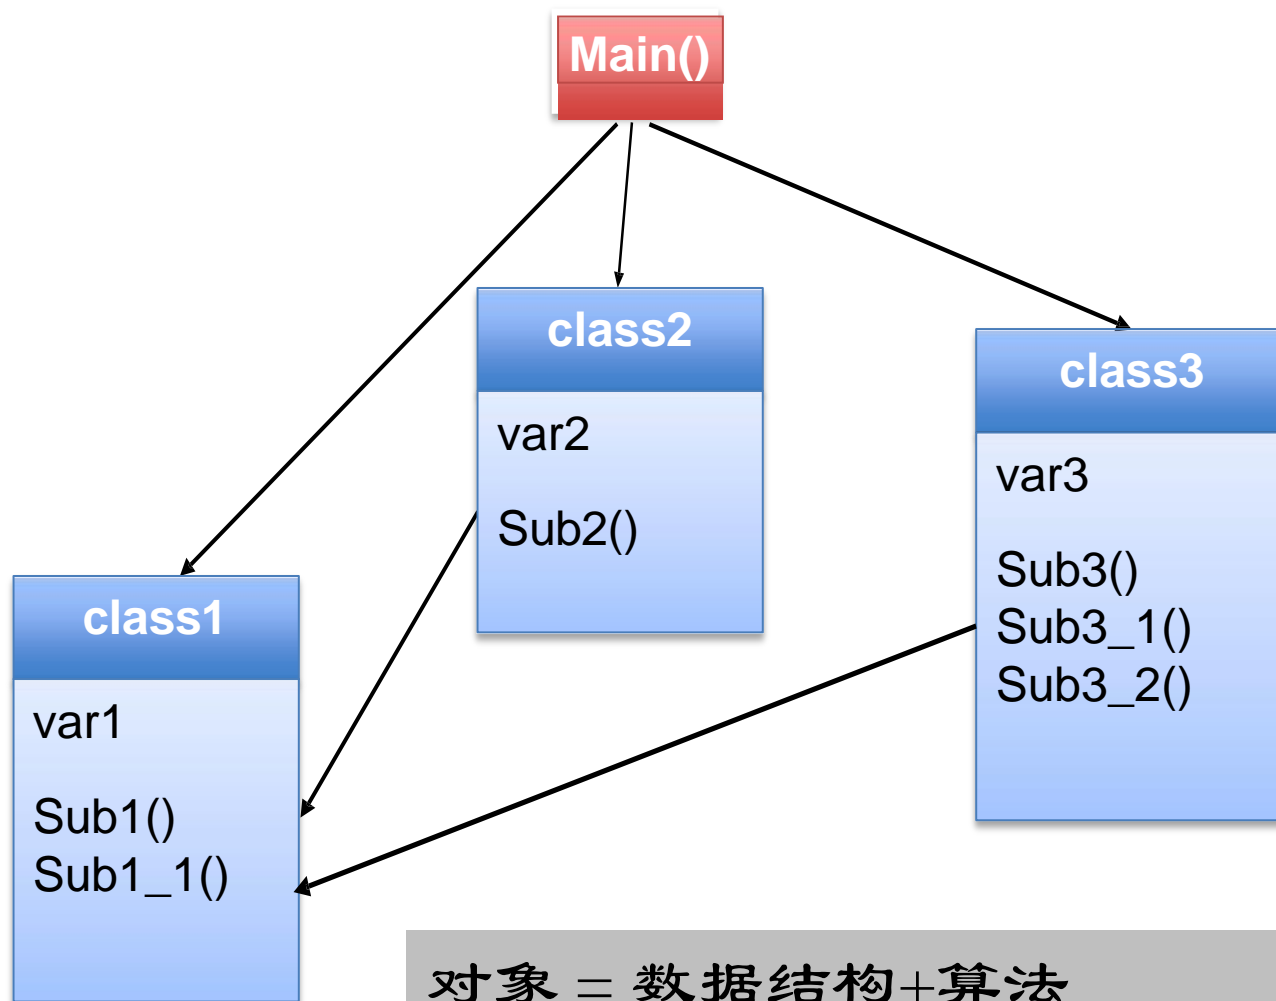 Main()
class2
var2
Sub2()
class3
var3
Sub3()
Sub3_1()
Sub3_2()
class1
var1
Sub1()
Sub1_1()
对象 = 数据结构+算法